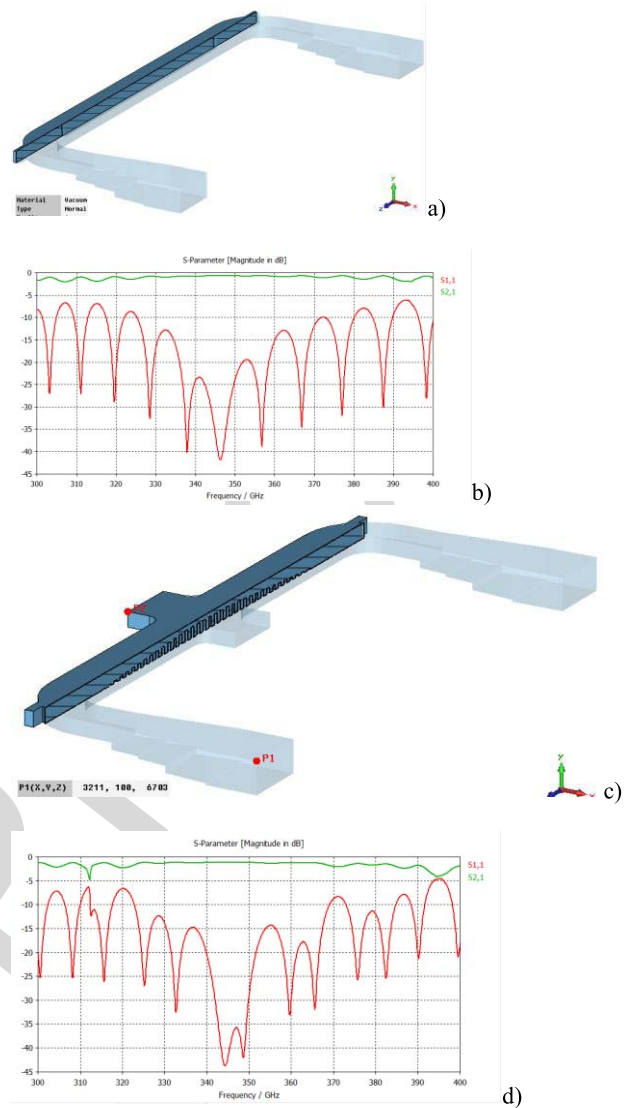 y
x
z
Material Vacuum
Type Normal
a)
S-Parameter [Magnitude in dB]
0
-5
-10
-15
-20
-25
-30
-35
-40
-45
S1,1
S2,1
300 310 320 330 340 350 360 370 380 390 400
Frequency / GHz
b)
P1
P1(X,Y,Z) 3211, 100, 6703
y
x
c)
S-Parameter [Magnitude in dB]
0
-5
-10
-15
-20
-25
-30
-35
-40
-45
S1,1
S2,1
300 310 320 330 340 350 360 370 380 390 400
Frequency / GHz
d)